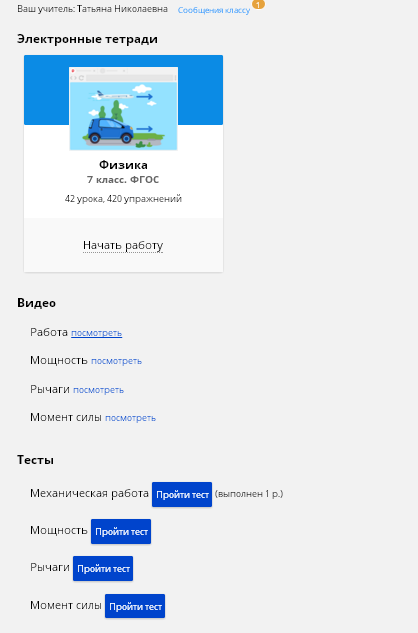 Ваш учитель: Татьяна Николаевна Сообщения классу 1
Электронные тетради
Физика
7 класс. ФГОС
42 урока, 420 упражнений
Начать работу
Видео
Работа посмотреть
Мощность посмотреть
Рычаги посмотреть
Момент силы посмотреть
Тесты
Механическая работа Пройти тест (выполнен 1 р.)
Мощность Пройти тест
Рычаги Пройти тест
Момент силы Пройти тест